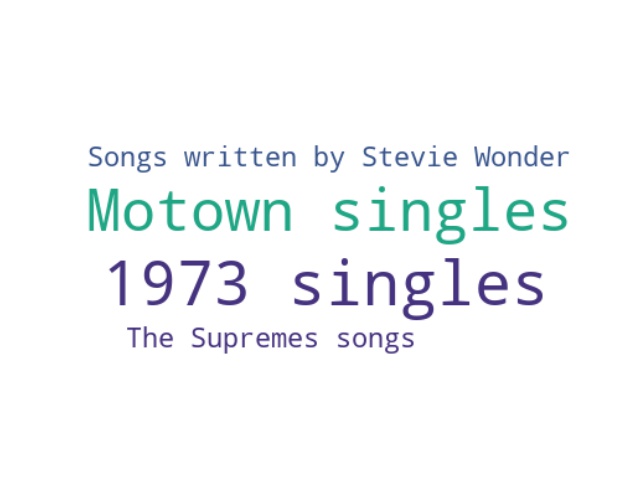 Songs written by Stevie Wonder
Motown singles
1973 singles
The Supremes songs